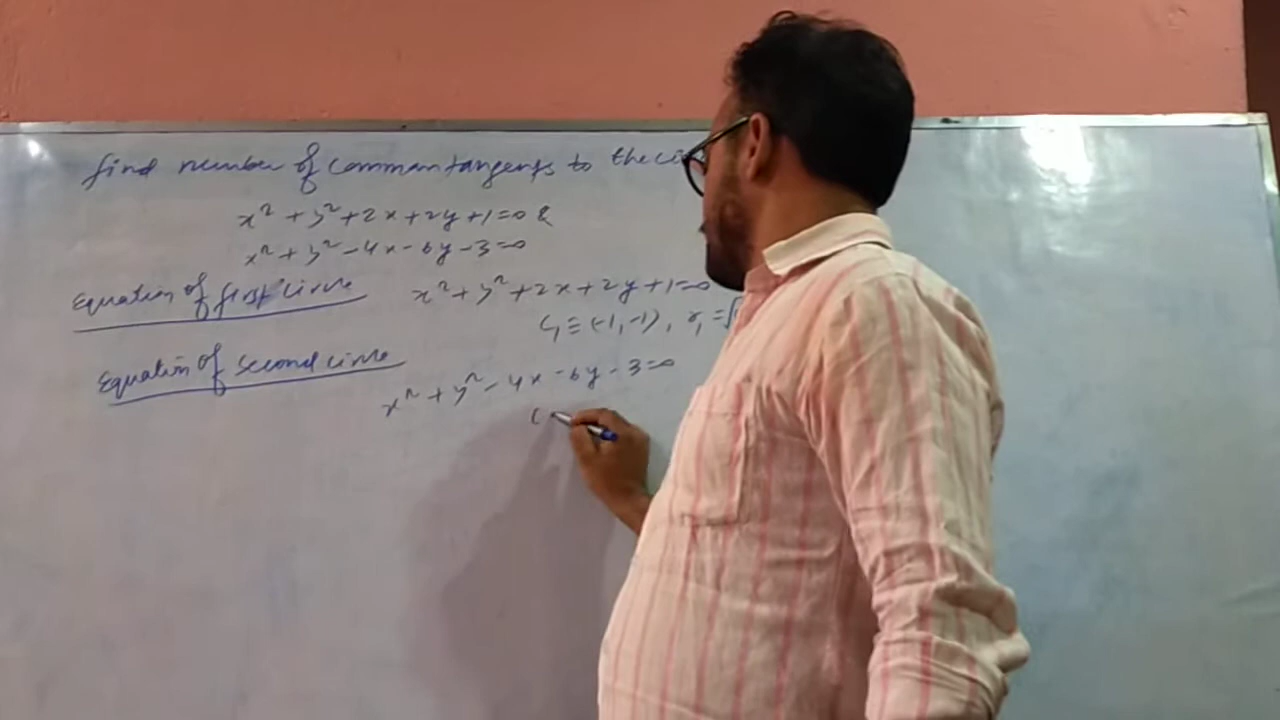 find number of common tangents to the ci
x² + y² + 2x + 2y + 1 = 0 &
x² + y² - 4x - 6y - 3 = 0
Equation of first circle x² + y² + 2x + 2y + 1 = 0
C₁ ≡ (-1, -1), r₁ = √
Equation of second circle
x² + y² - 4x - 6y - 3 = 0
(